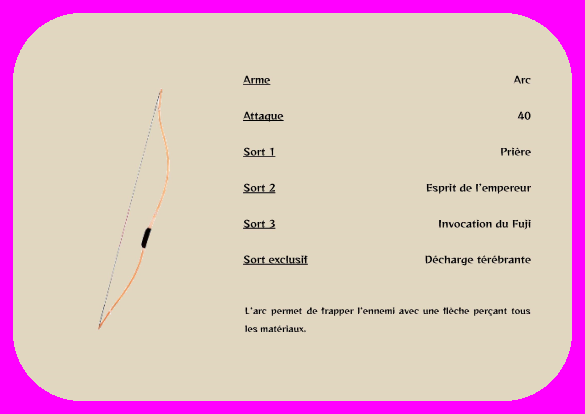 Arme Arc
Attaque 40
Sort 1 Prière
Sort 2 Esprit de l'empereur
Sort 3 Invocation du Fuji
Sort exclusif Décharge térébrante
L'arc permet de frapper l'ennemi avec une flèche perçant tous
les matériaux.